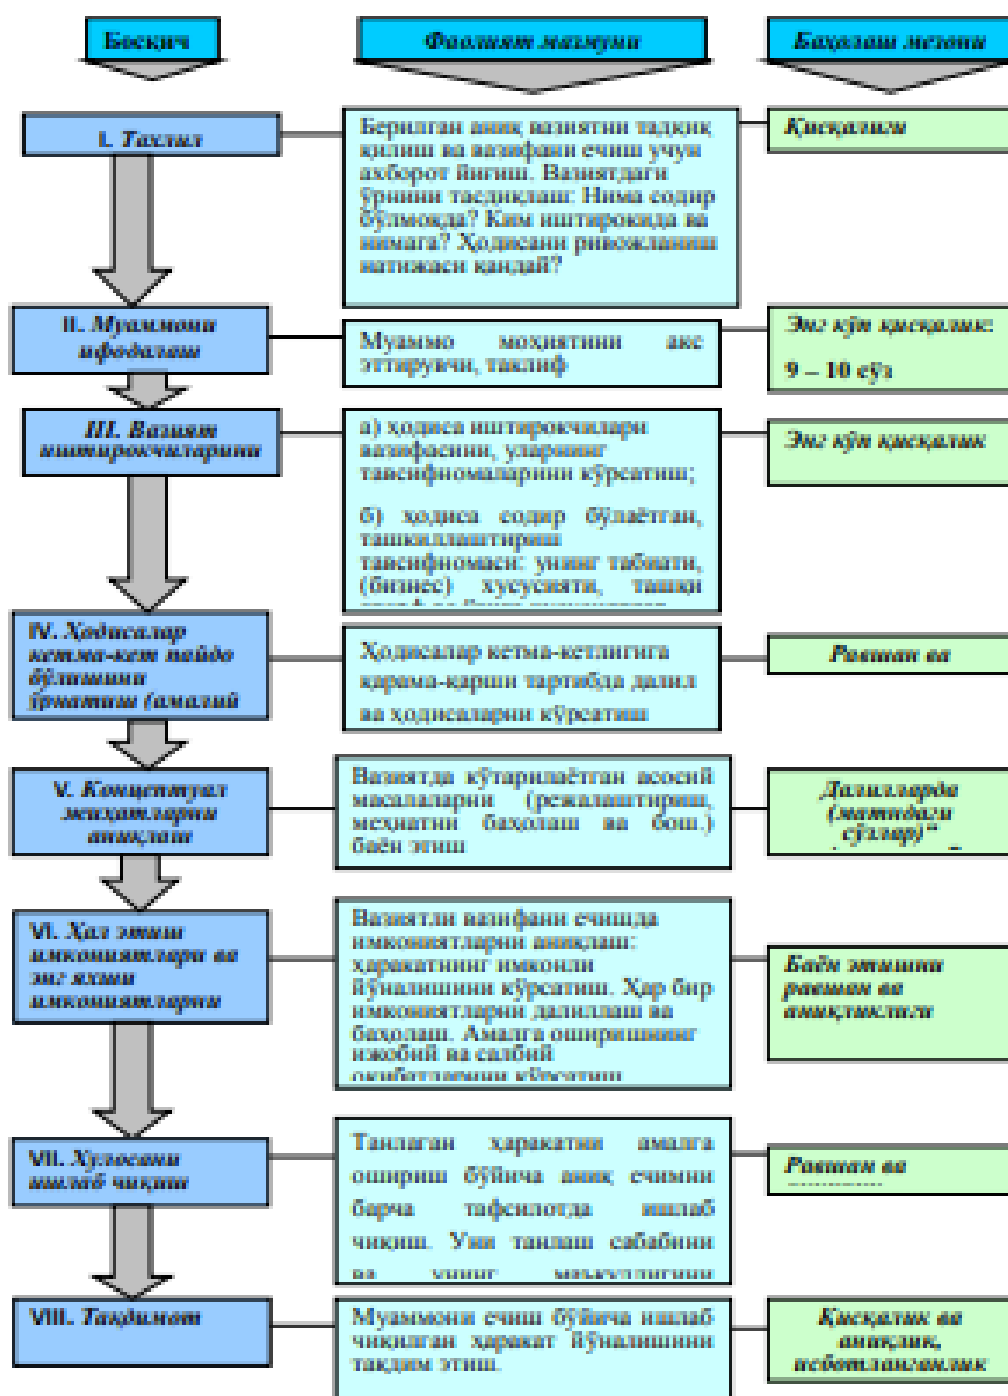 Босқич
Фаолият мазмуни
Баҳолаш мезони
I. Таҳлил
Берилган аниқ вазиятни тадқиқ
қилиш ва вазифани ечиш учун
ахборот йиғиш. Вазиятдаги
ўрнини тасдиқлаш: Нима содир
бўлмоқда? Ким иштирокида ва
нимага? Ҳодисани ривожланиш
натижаси қандай?
Қисқалиги
II. Муаммони
ифодалаш
Муаммо моҳиятини акс
эттирувчи, таклиф
Энг кўп қисқалик:
9 – 10 сўз
III. Вазият
иштирокчиларини
а) ҳодиса иштирокчилари
вазифасини, уларнинг
тавсифномаларини кўрсатиш;
б) ҳодиса содир бўлаётган,
ташкиллаштириш
тавсифномаси: унинг табиати,
(бизнес) хусусияти, ташқи
Энг кўп қисқалик
IV. Ҳодисалар
кетма-кет пайдо
бўлишини
ўрнатиш (амалий
Ҳодисалар кетма-кетлигига
қарама-қарши тартибда далил
ва ҳодисаларни кўрсатиш
Равшан ва
V. Концептуал
жиҳатларни
аниқлаш
Вазиятда кўтарилаётган асосий
масалаларни (режалаштириш,
меҳнатни баҳолаш ва бош.)
баён этиш
Далилларда
(матндаги
сўзлар)“
VI. Ҳал этиш
имкониятлари ва
энг яхши
имкониятларни
Вазиятли вазифани ечишда
имкониятларни аниқлаш:
ҳаракатнинг имконли
йўналишини кўрсатиш. Ҳар бир
имкониятларни далиллаш ва
баҳолаш. Амалга оширишнинг
ижобий ва салбий
оқибатларини кўрсатиш
Баён этишни
равшан ва
аниқликлиги
VII. Хулосани
ишлаб чиқиш
Танлаган ҳаракатни амалга
ошириш бўйича аниқ ечимни
барча тафсилотда ишлаб
чиқиш. Уни танлаш сабабини
ва унинг маъқуллигини
Равшан ва
VIII. Тақдимот
Муаммони ечиш бўйича ишлаб
чиқилган ҳаракат йўналишини
тақдим этиш.
Қисқалик ва
аниқлик,
исботланганлик